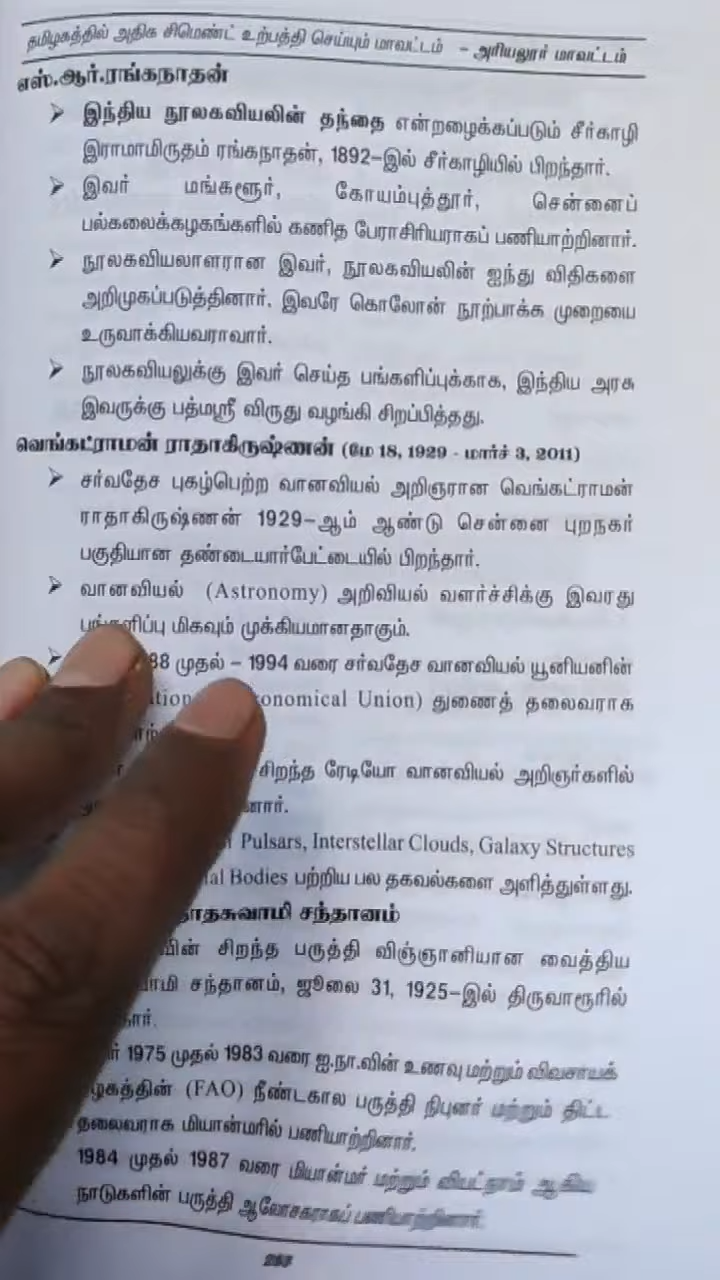 தமிழகத்தில் அதிக சிமெண்ட் உற்பத்தி செய்யும் மாவட்டம் – அரியலூர் மாவட்டம்
எஸ்.ஆர்.ரங்கநாதன்
➤ இந்திய நூலகவியலின் தந்தை என்றழைக்கப்படும் சீர்காழி
இராமாமிருதம் ரங்கநாதன், 1892–இல் சீர்காழியில் பிறந்தார்.
➤ இவர் மங்களூர், கோயம்புத்தூர், சென்னைப்
பல்கலைக்கழகங்களில் கணித பேராசிரியராகப் பணியாற்றினார்.
➤ நூலகவியலாளரான இவர், நூலகவியலின் ஐந்து விதிகளை
அறிமுகப்படுத்தினார். இவரே கொலோன் நூற்பாக்க முறையை
உருவாக்கியவராவார்.
➤ நூலகவியலுக்கு இவர் செய்த பங்களிப்புக்காக, இந்திய அரசு
இவருக்கு பத்மஸ்ரீ விருது வழங்கி சிறப்பித்தது.
வெங்கட்ராமன் ராதாகிருஷ்ணன் (மே 18, 1929 - மார்ச் 3, 2011)
➤ சர்வதேச புகழ்பெற்ற வானவியல் அறிஞரான வெங்கட்ராமன்
ராதாகிருஷ்ணன் 1929–ஆம் ஆண்டு சென்னை புறநகர்
பகுதியான தண்டையார்பேட்டையில் பிறந்தார்.
➤ வானவியல் (Astronomy) அறிவியல் வளர்ச்சிக்கு இவரது
பங்களிப்பு மிகவும் முக்கியமானதாகும்.
➤ 88 முதல் – 1994 வரை சர்வதேச வானவியல் யூனியனின்
Union) துணைத் தலைவராக
சிறந்த ரேடியோ வானவியல் அறிஞர்களில்
Pulsars, Interstellar Clouds, Galaxy Structures
Bodies பற்றிய பல தகவல்களை அளித்துள்ளது.
சந்தானம்
சிறந்த பருத்தி விஞ்ஞானியான வைத்திய
சந்தானம், ஜூலை 31, 1925–இல் திருவாரூரில்
1975 முதல் 1983 வரை ஐ.நா.வின் உணவு மற்றும் விவசாயக்
(FAO) நீண்டகால பருத்தி நிபுனர் மற்றும் திட்ட
தலைவராக மியான்மரில் பணியாற்றினார்.
1984 முதல் 1987 வரை மியான்மர் மற்றும் வியட்நாம் ஆகிய
நாடுகளின் பருத்தி ஆலோசகராகப் பணியாற்றினார்.